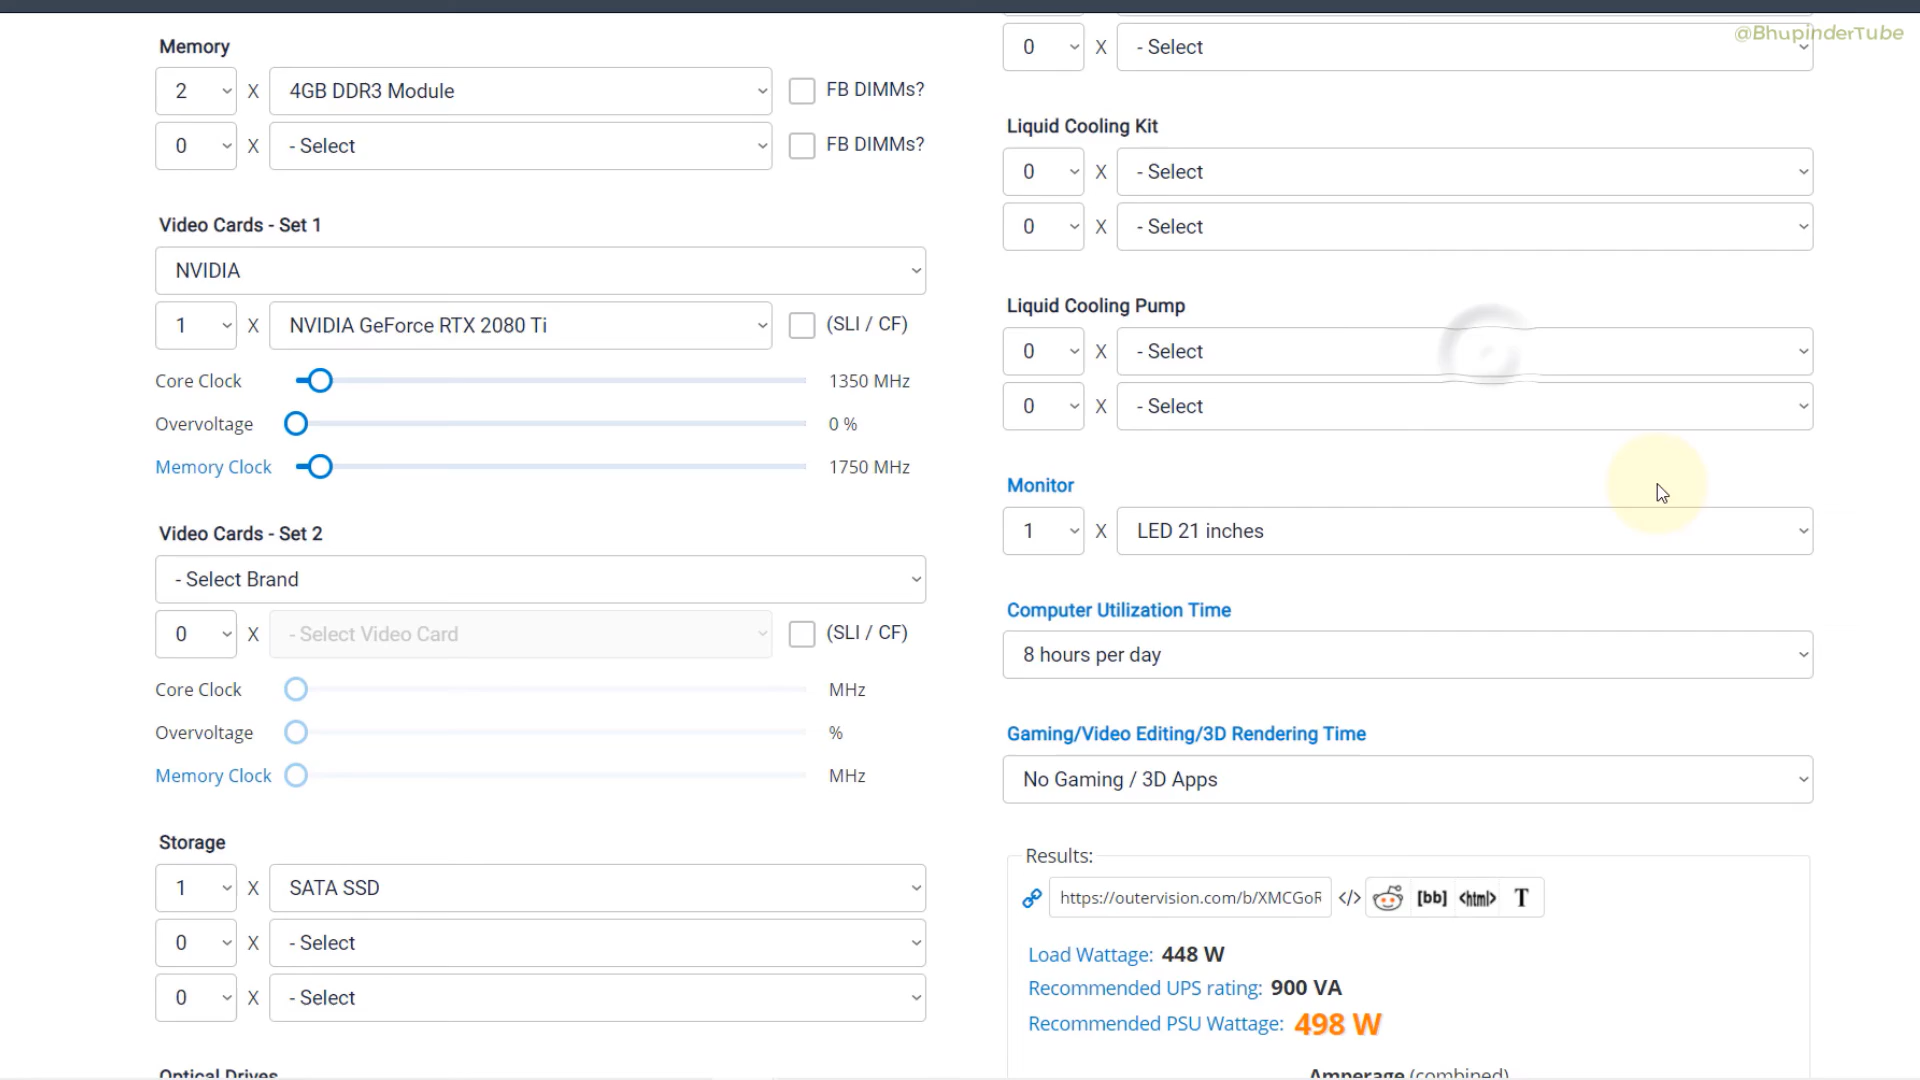 @BhupinderTube
Memory
2 X 4GB DDR3 Module FB DIMMs?
0 X - Select FB DIMMs?
Video Cards - Set 1
NVIDIA
1 X NVIDIA GeForce RTX 2080 Ti (SLI / CF)
Core Clock 1350 MHz
Overvoltage 0 %
Memory Clock 1750 MHz
Video Cards - Set 2
- Select Brand
0 X - Select Video Card (SLI / CF)
Core Clock MHz
Overvoltage %
Memory Clock MHz
Storage
1 X SATA SSD
0 X - Select
0 X - Select
Optical Drives
0 X - Select
Liquid Cooling Kit
0 X - Select
0 X - Select
Liquid Cooling Pump
0 X - Select
0 X - Select
Monitor
1 X LED 21 inches
Computer Utilization Time
8 hours per day
Gaming/Video Editing/3D Rendering Time
No Gaming / 3D Apps
Results:
https://outervision.com/b/XMCGoR </> [bb] <html> T
Load Wattage: 448 W
Recommended UPS rating: 900 VA
Recommended PSU Wattage: 498 W
Amperage (combined)